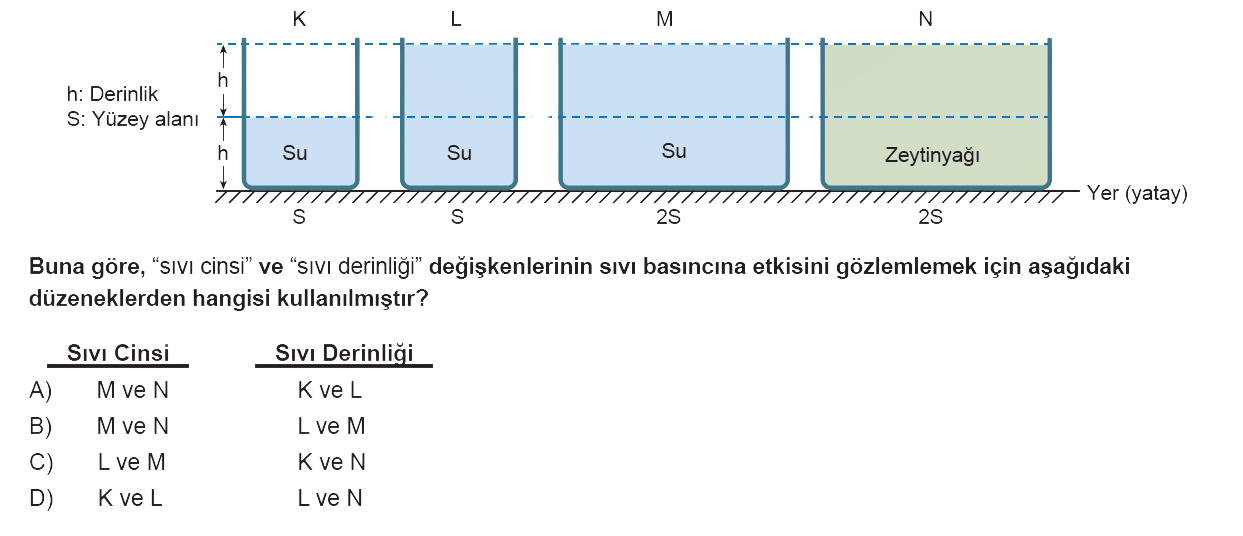 K L M N
h
h: Derinlik
S: Yüzey alanı
h Su Su Su Zeytinyağı
Yer (yatay)
S S 2S 2S
Buna göre, “sıvı cinsi” ve “sıvı derinliği” değişkenlerinin sıvı basıncına etkisini gözlemlemek için aşağıdaki
düzeneklerden hangisi kullanılmıştır?
Sıvı Cinsi Sıvı Derinliği
A) M ve N K ve L
B) M ve N L ve M
C) L ve M K ve N
D) K ve L L ve N